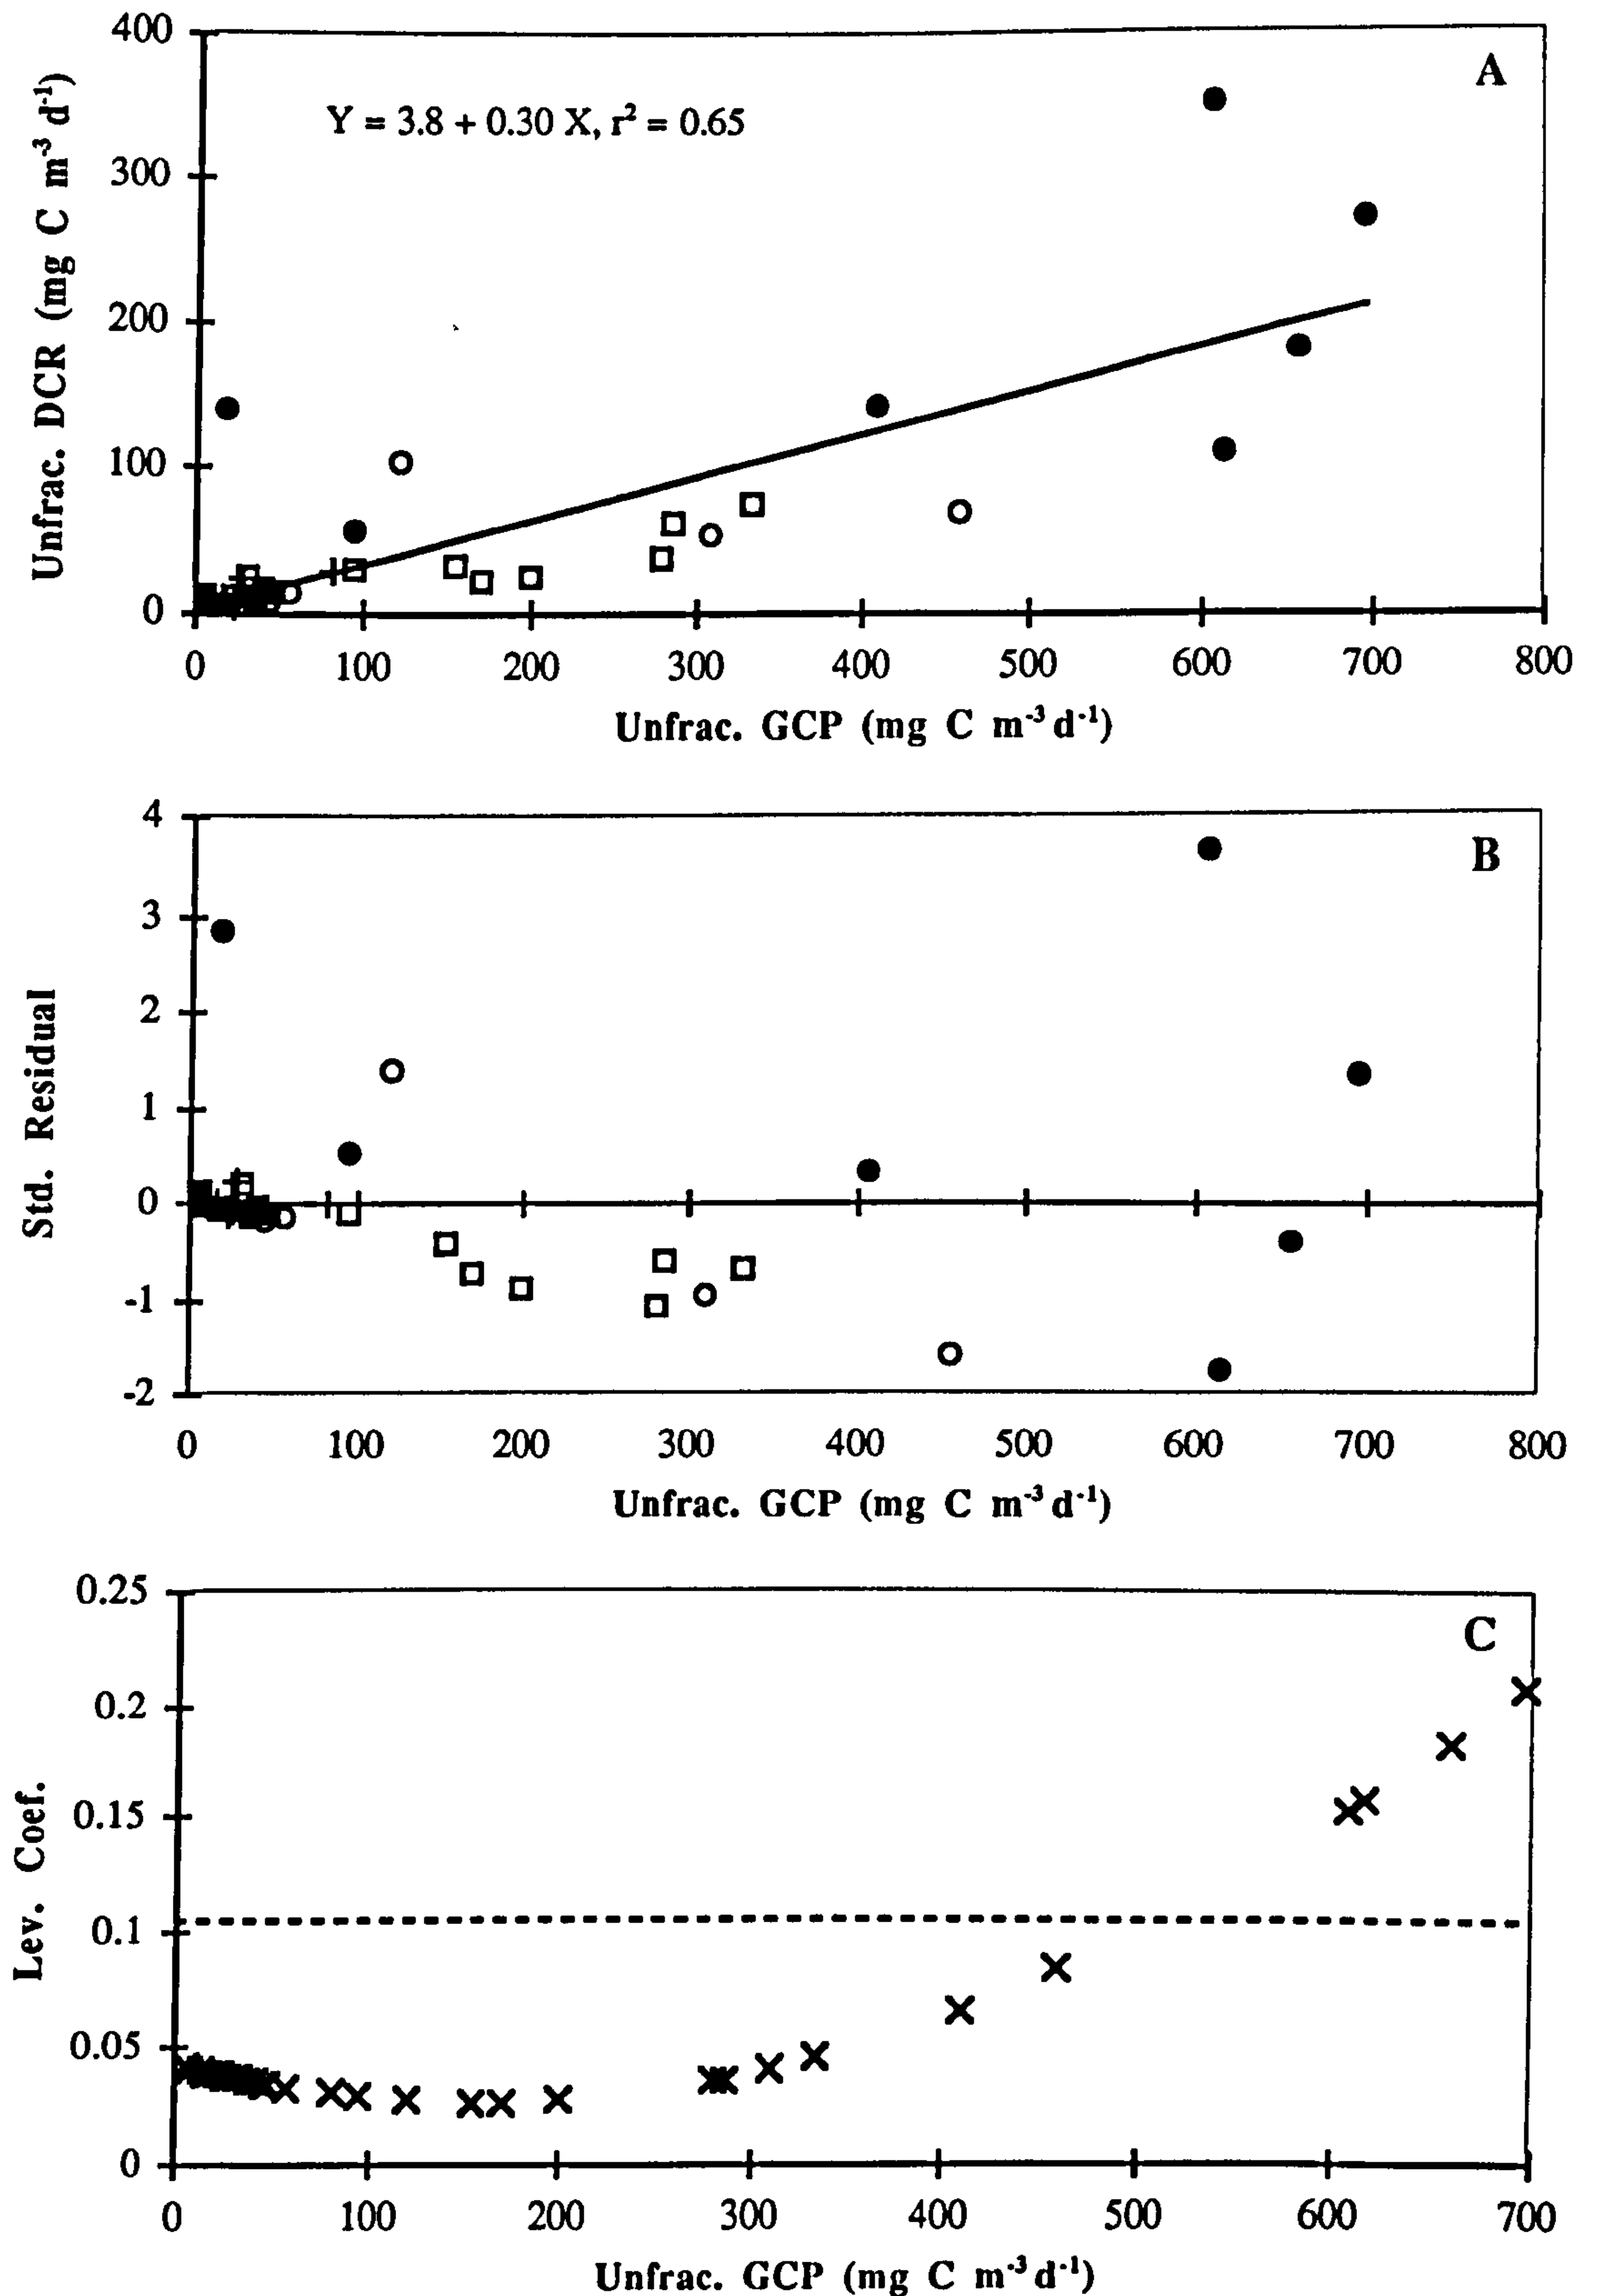 400
A
Y = 3.8 + 0.30 X, r² = 0.65
300
200
100
0
Unfrac. DCR (mg C m⁻³ d⁻¹)
0 100 200 300 400 500 600 700 800
Unfrac. GCP (mg C m⁻³ d⁻¹)
4
B
3
2
1
0
-1
-2
Std. Residual
0 100 200 300 400 500 600 700 800
Unfrac. GCP (mg C m⁻³ d⁻¹)
0.25
C
0.2
0.15
0.1
0.05
0
Lev. Coef.
0 100 200 300 400 500 600 700
Unfrac. GCP (mg C m⁻³ d⁻¹)